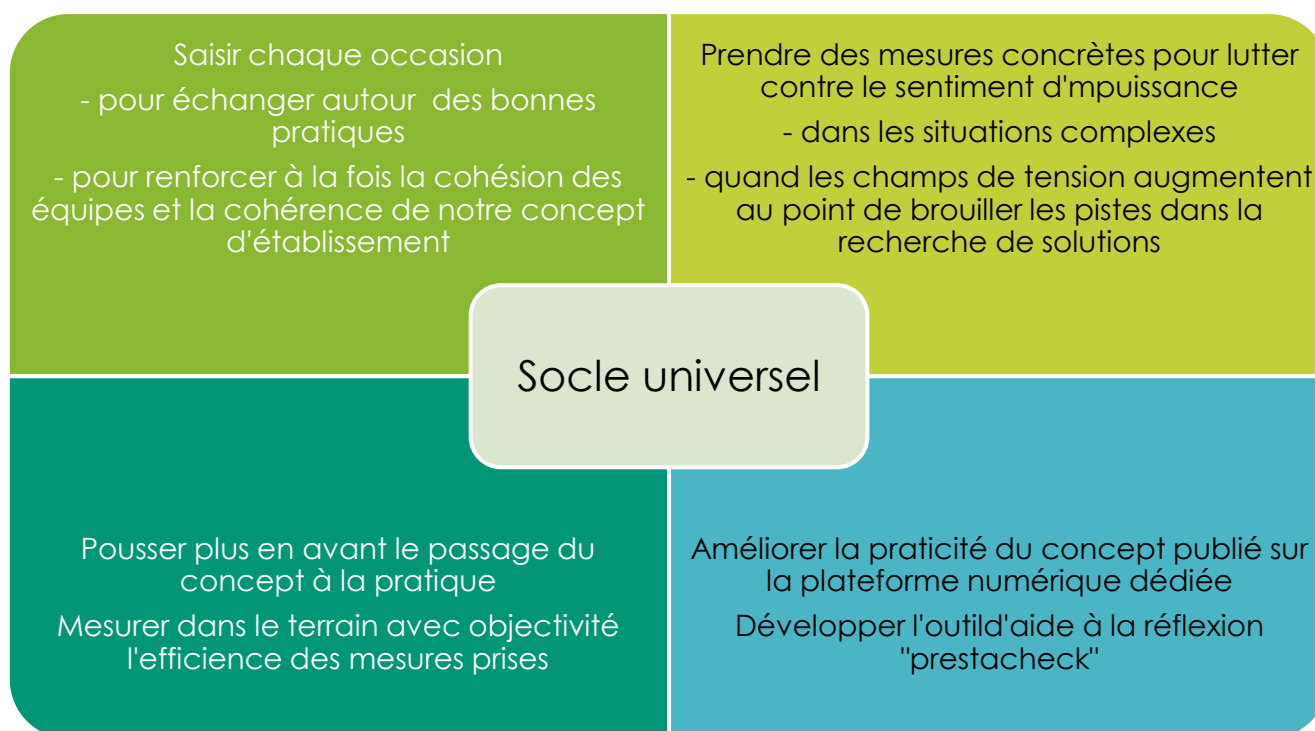 Saisir chaque occasion
- pour échanger autour des bonnes
pratiques
- pour renforcer à la fois la cohésion des
équipes et la cohérence de notre concept
d'établissement
Prendre des mesures concrètes pour lutter
contre le sentiment d'mpuissance
- dans les situations complexes
- quand les champs de tension augmentent
au point de brouiller les pistes dans la
recherche de solutions
Socle universel
Pousser plus en avant le passage du
concept à la pratique
Mesurer dans le terrain avec objectivité
l'efficience des mesures prises
Améliorer la praticité du concept publié sur
la plateforme numérique dédiée
Développer l'outild'aide à la réflexion
"prestacheck"